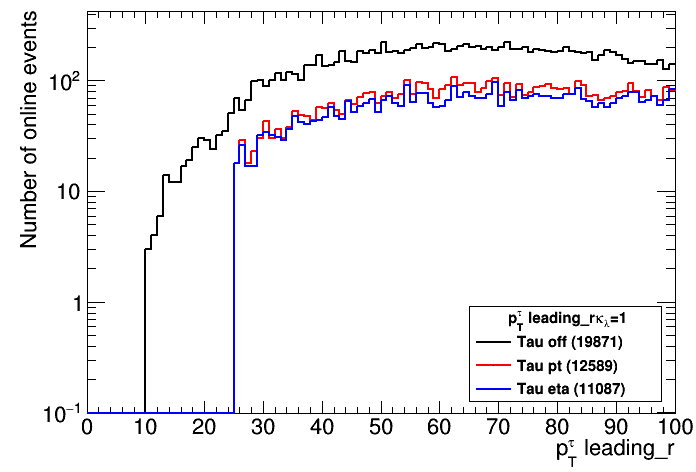 Number of online events
10²
10
1
10⁻¹
0 10 20 30 40 50 60 70 80 90 100
p_T^τ leading_r
p_T^τ leading_rκ_λ=1
Tau off (19871)
Tau pt (12589)
Tau eta (11087)